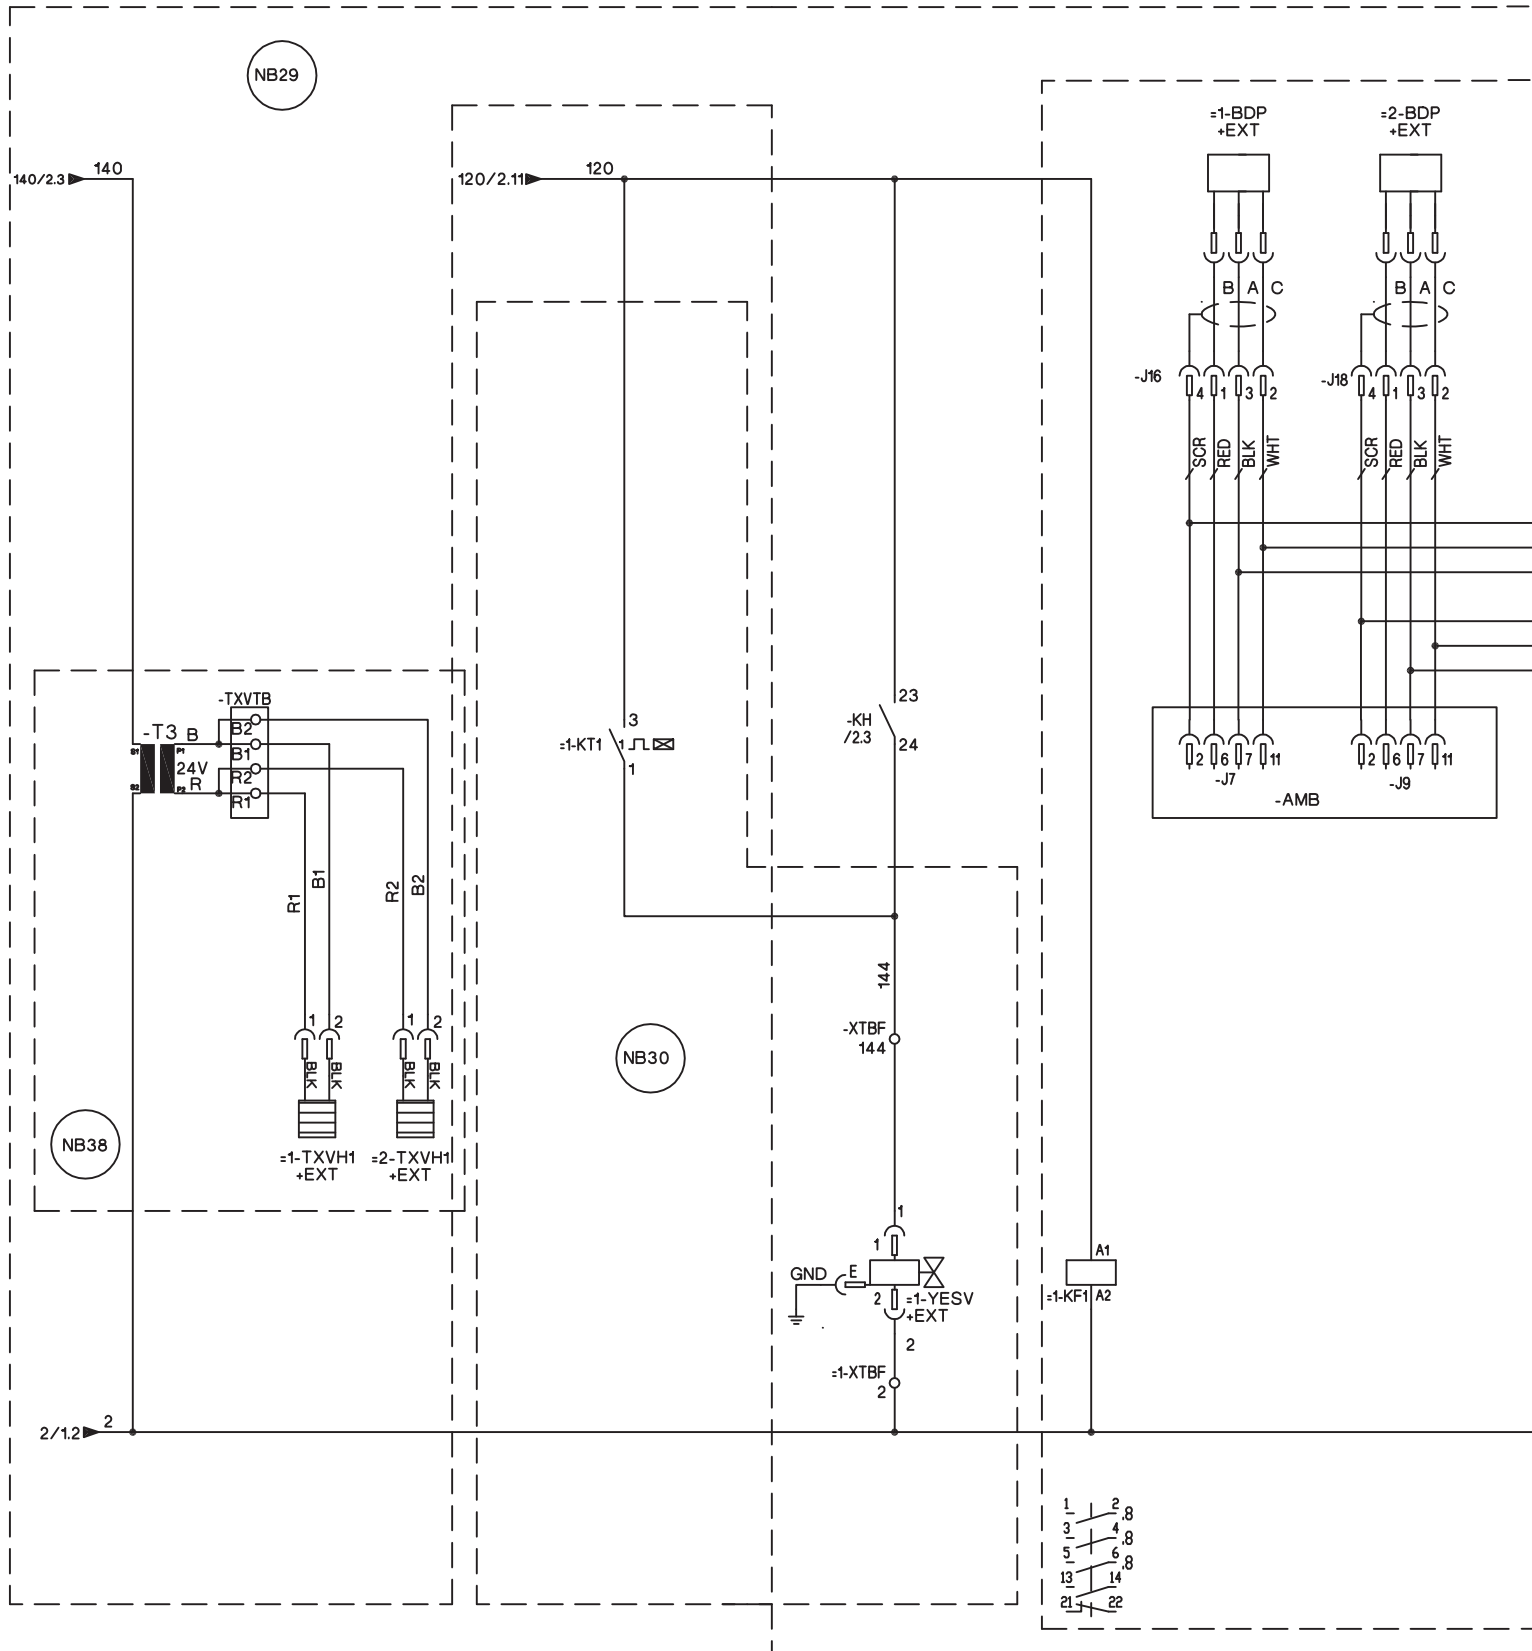 NB29
=1-BDP
+EXT
=2-BDP
+EXT
140/2.3
140
120/2.11
120
B A C
B A C
-J16
4 1 3 2
-J18
4 1 3 2
SCR
RED
BLK
WHT
SCR
RED
BLK
WHT
-TXVTB
-T3
B
B2
B1
R2
R1
S1
P1
24V
S2
P2
R
=1-KT1
3
1
1
23
-KH
/2.3
24
2 6 7 11
-J7
2 6 7 11
-J9
-AMB
R1
B1
R2
B2
144
1 2
1 2
BLK
BLK
BLK
BLK
-XTBF
144
NB30
NB38
=1-TXVH1
+EXT
=2-TXVH1
+EXT
1
1
GND
E
2
=1-YESV
+EXT
2
A1
=1-KF1
A2
=1-XTBF
2
2/1.2
2
1 2 .8
3 4 .8
5 6 .8
13 14
21 22